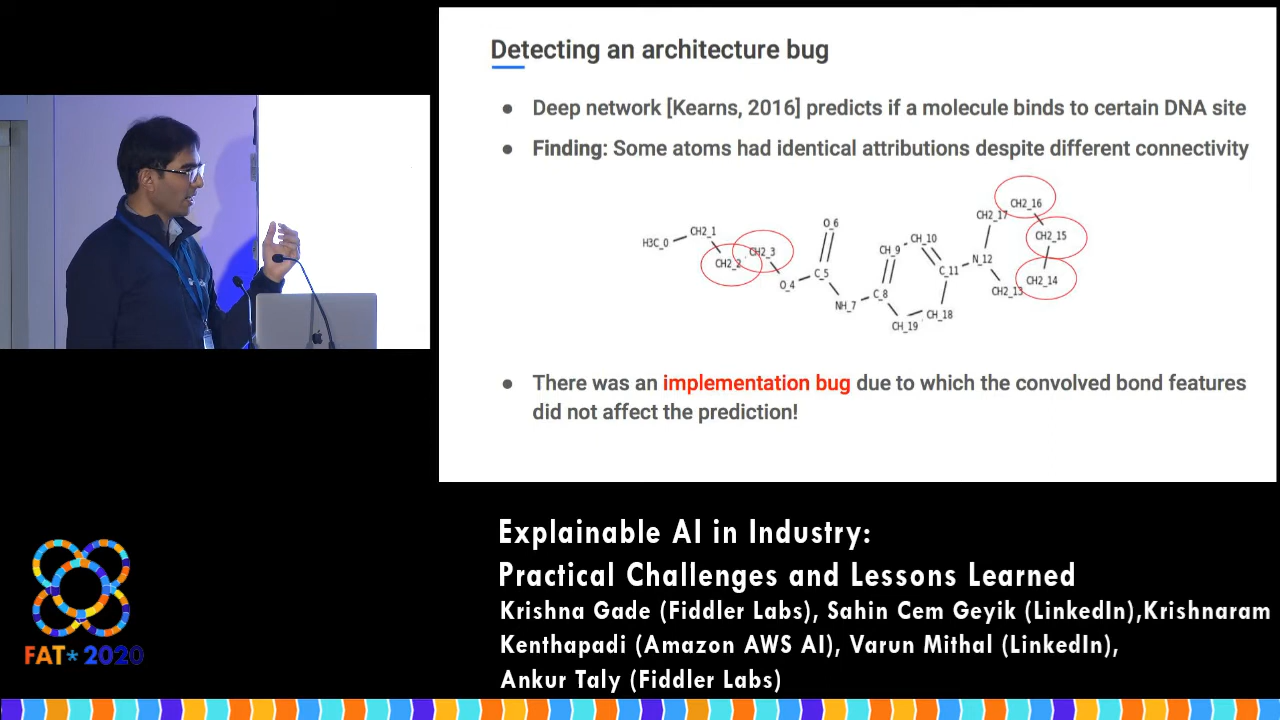 Detecting an architecture bug
● Deep network [Kearns, 2016] predicts if a molecule binds to certain DNA site
● Finding: Some atoms had identical attributions despite different connectivity
H3C_0
CH2_1
CH2_2
CH2_3
O_4
C_5
O_6
NH_7
C_8
CH_9
CH_10
C_11
N_12
CH2_13
CH2_14
CH2_15
CH2_16
CH2_17
CH_18
CH_19
● There was an implementation bug due to which the convolved bond features
did not affect the prediction!
Explainable AI in Industry:
Practical Challenges and Lessons Learned
Krishna Gade (Fiddler Labs), Sahin Cem Geyik (LinkedIn),Krishnaram
Kenthapadi (Amazon AWS AI), Varun Mithal (LinkedIn),
Ankur Taly (Fiddler Labs)
FAT* 2020